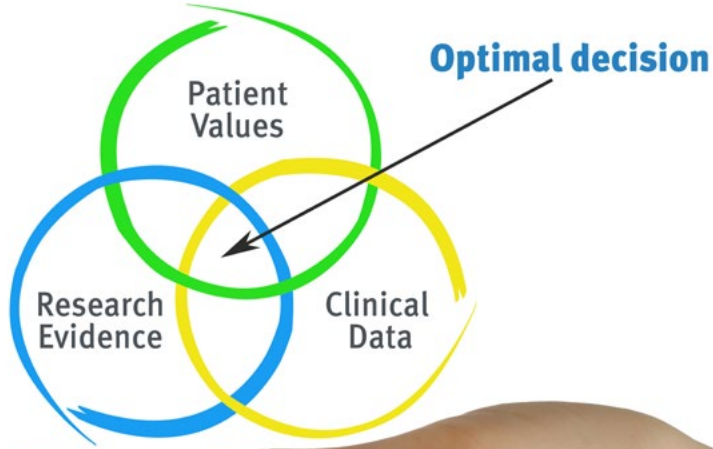 Optimal decision
Patient
Values
Research
Evidence
Clinical
Data